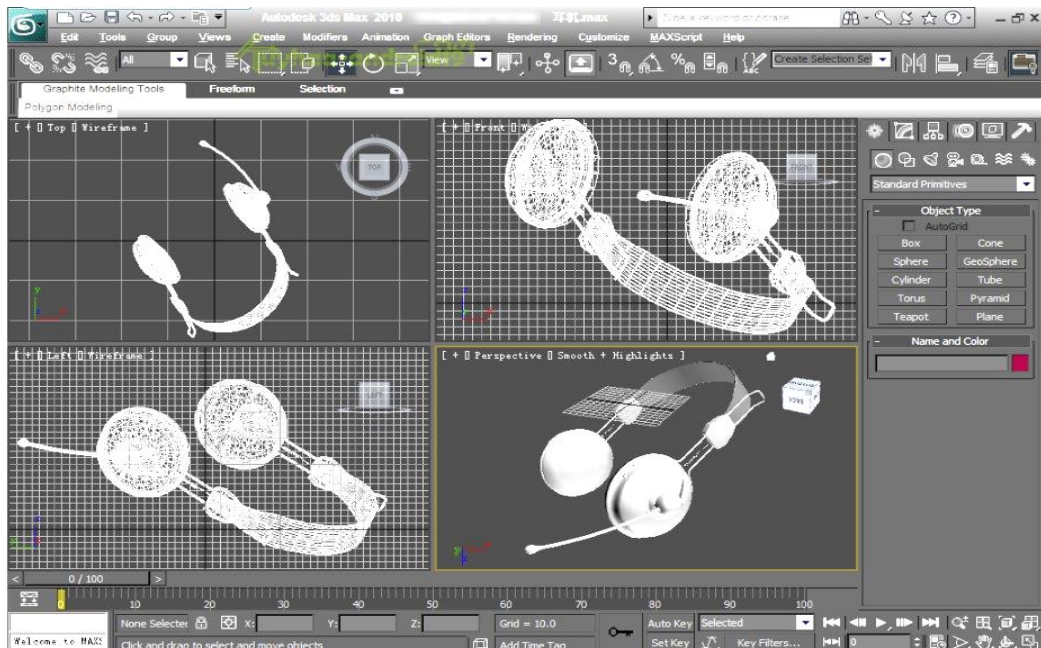 Autodesk 3ds Max 2010 耳机.max
Type a keyword or phrase
Edit Tools Group Views Create Modifiers Animation Graph Editors Rendering Customize MAXScript Help
All View Create Selection Se
Graphite Modeling Tools Freeform Selection
Polygon Modeling
[ + [] Top [] Wireframe ]
TOP
[ + [] Front []
FRONT
Standard Primitives
- Object Type
AutoGrid
Box Cone
Sphere GeoSphere
Cylinder Tube
Torus Pyramid
Teapot Plane
- Name and Color
[ + [] Left [] Wireframe ]
LEFT
[ + [] Perspective [] Smooth + Highlights ]
< 0 / 100 >
0 10 20 30 40 50 60 70 80 90 100
None Selected X: Y: Z: Grid = 10.0 Auto Key Selected
Welcome to MAXS Click and drag to select and move objects Add Time Tag Set Key Key Filters... 0